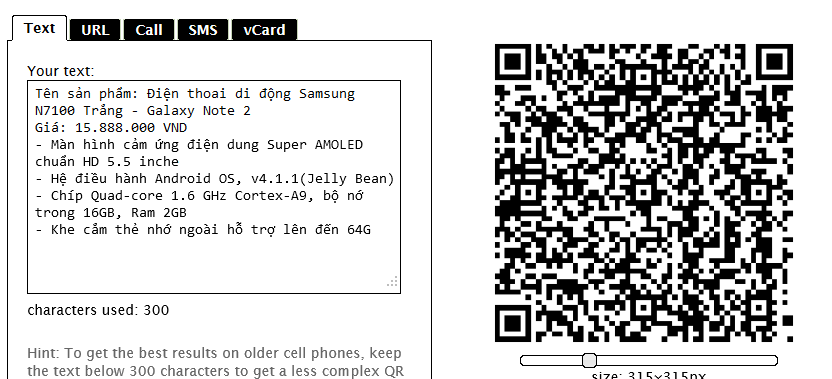 Text URL Call SMS vCard
Your text:
Tên sản phẩm: Điện thoai di động Samsung
N7100 Trắng - Galaxy Note 2
Giá: 15.888.000 VND
- Màn hình cảm ứng điện dung Super AMOLED
chuẩn HD 5.5 inche
- Hệ điều hành Android OS, v4.1.1(Jelly Bean)
- Chíp Quad-core 1.6 GHz Cortex-A9, bộ nớ
trong 16GB, Ram 2GB
- Khe cắm thẻ nhớ ngoài hỗ trợ lên đến 64G
characters used: 300
Hint: To get the best results on older cell phones, keep
the text below 300 characters to get a less complex QR
size: 315x315px